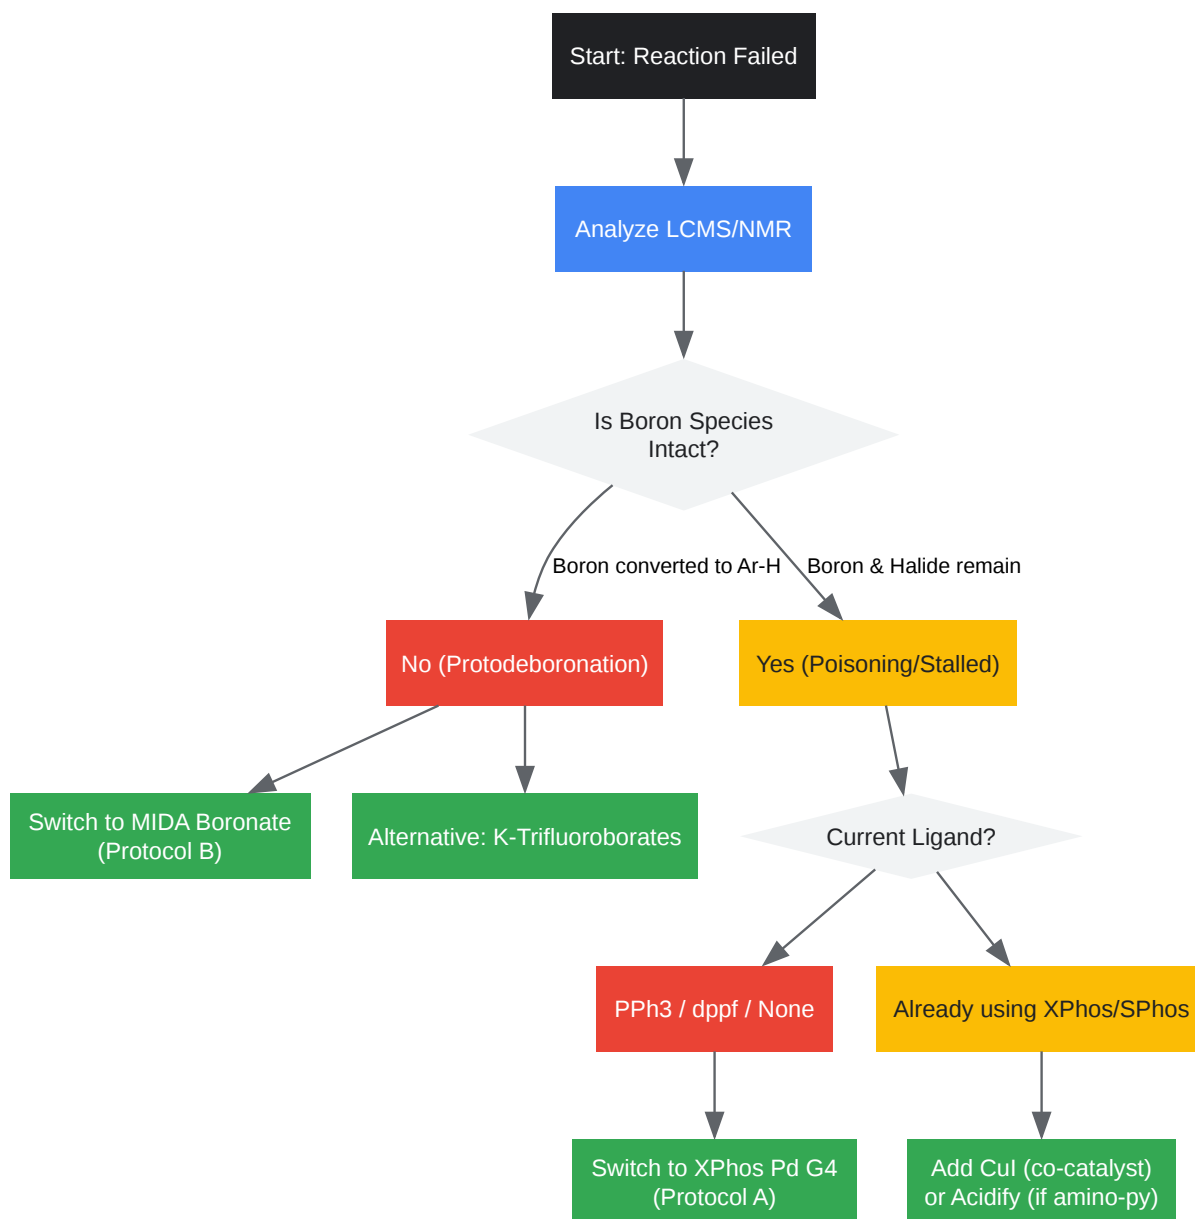 Start: Reaction Failed
Analyze LCMS/NMR
Is Boron Species
Intact?
Boron converted to Ar-H
Boron & Halide remain
No (Protodeboronation)
Yes (Poisoning/Stalled)
Switch to MIDA Boronate
(Protocol B)
Alternative: K-Trifluoroborates
Current Ligand?
PPh3 / dppf / None
Already using XPhos/SPhos
Switch to XPhos Pd G4
(Protocol A)
Add CuI (co-catalyst)
or Acidify (if amino-py)